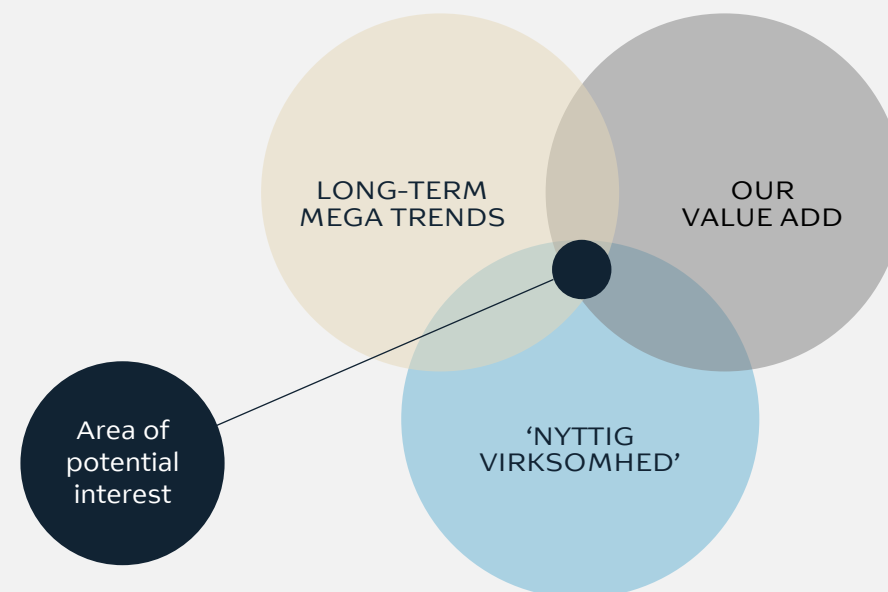 LONG-TERM
MEGA TRENDS
OUR
VALUE ADD
‘NYTTIG
VIRKSOMHED’
Area of
potential
interest